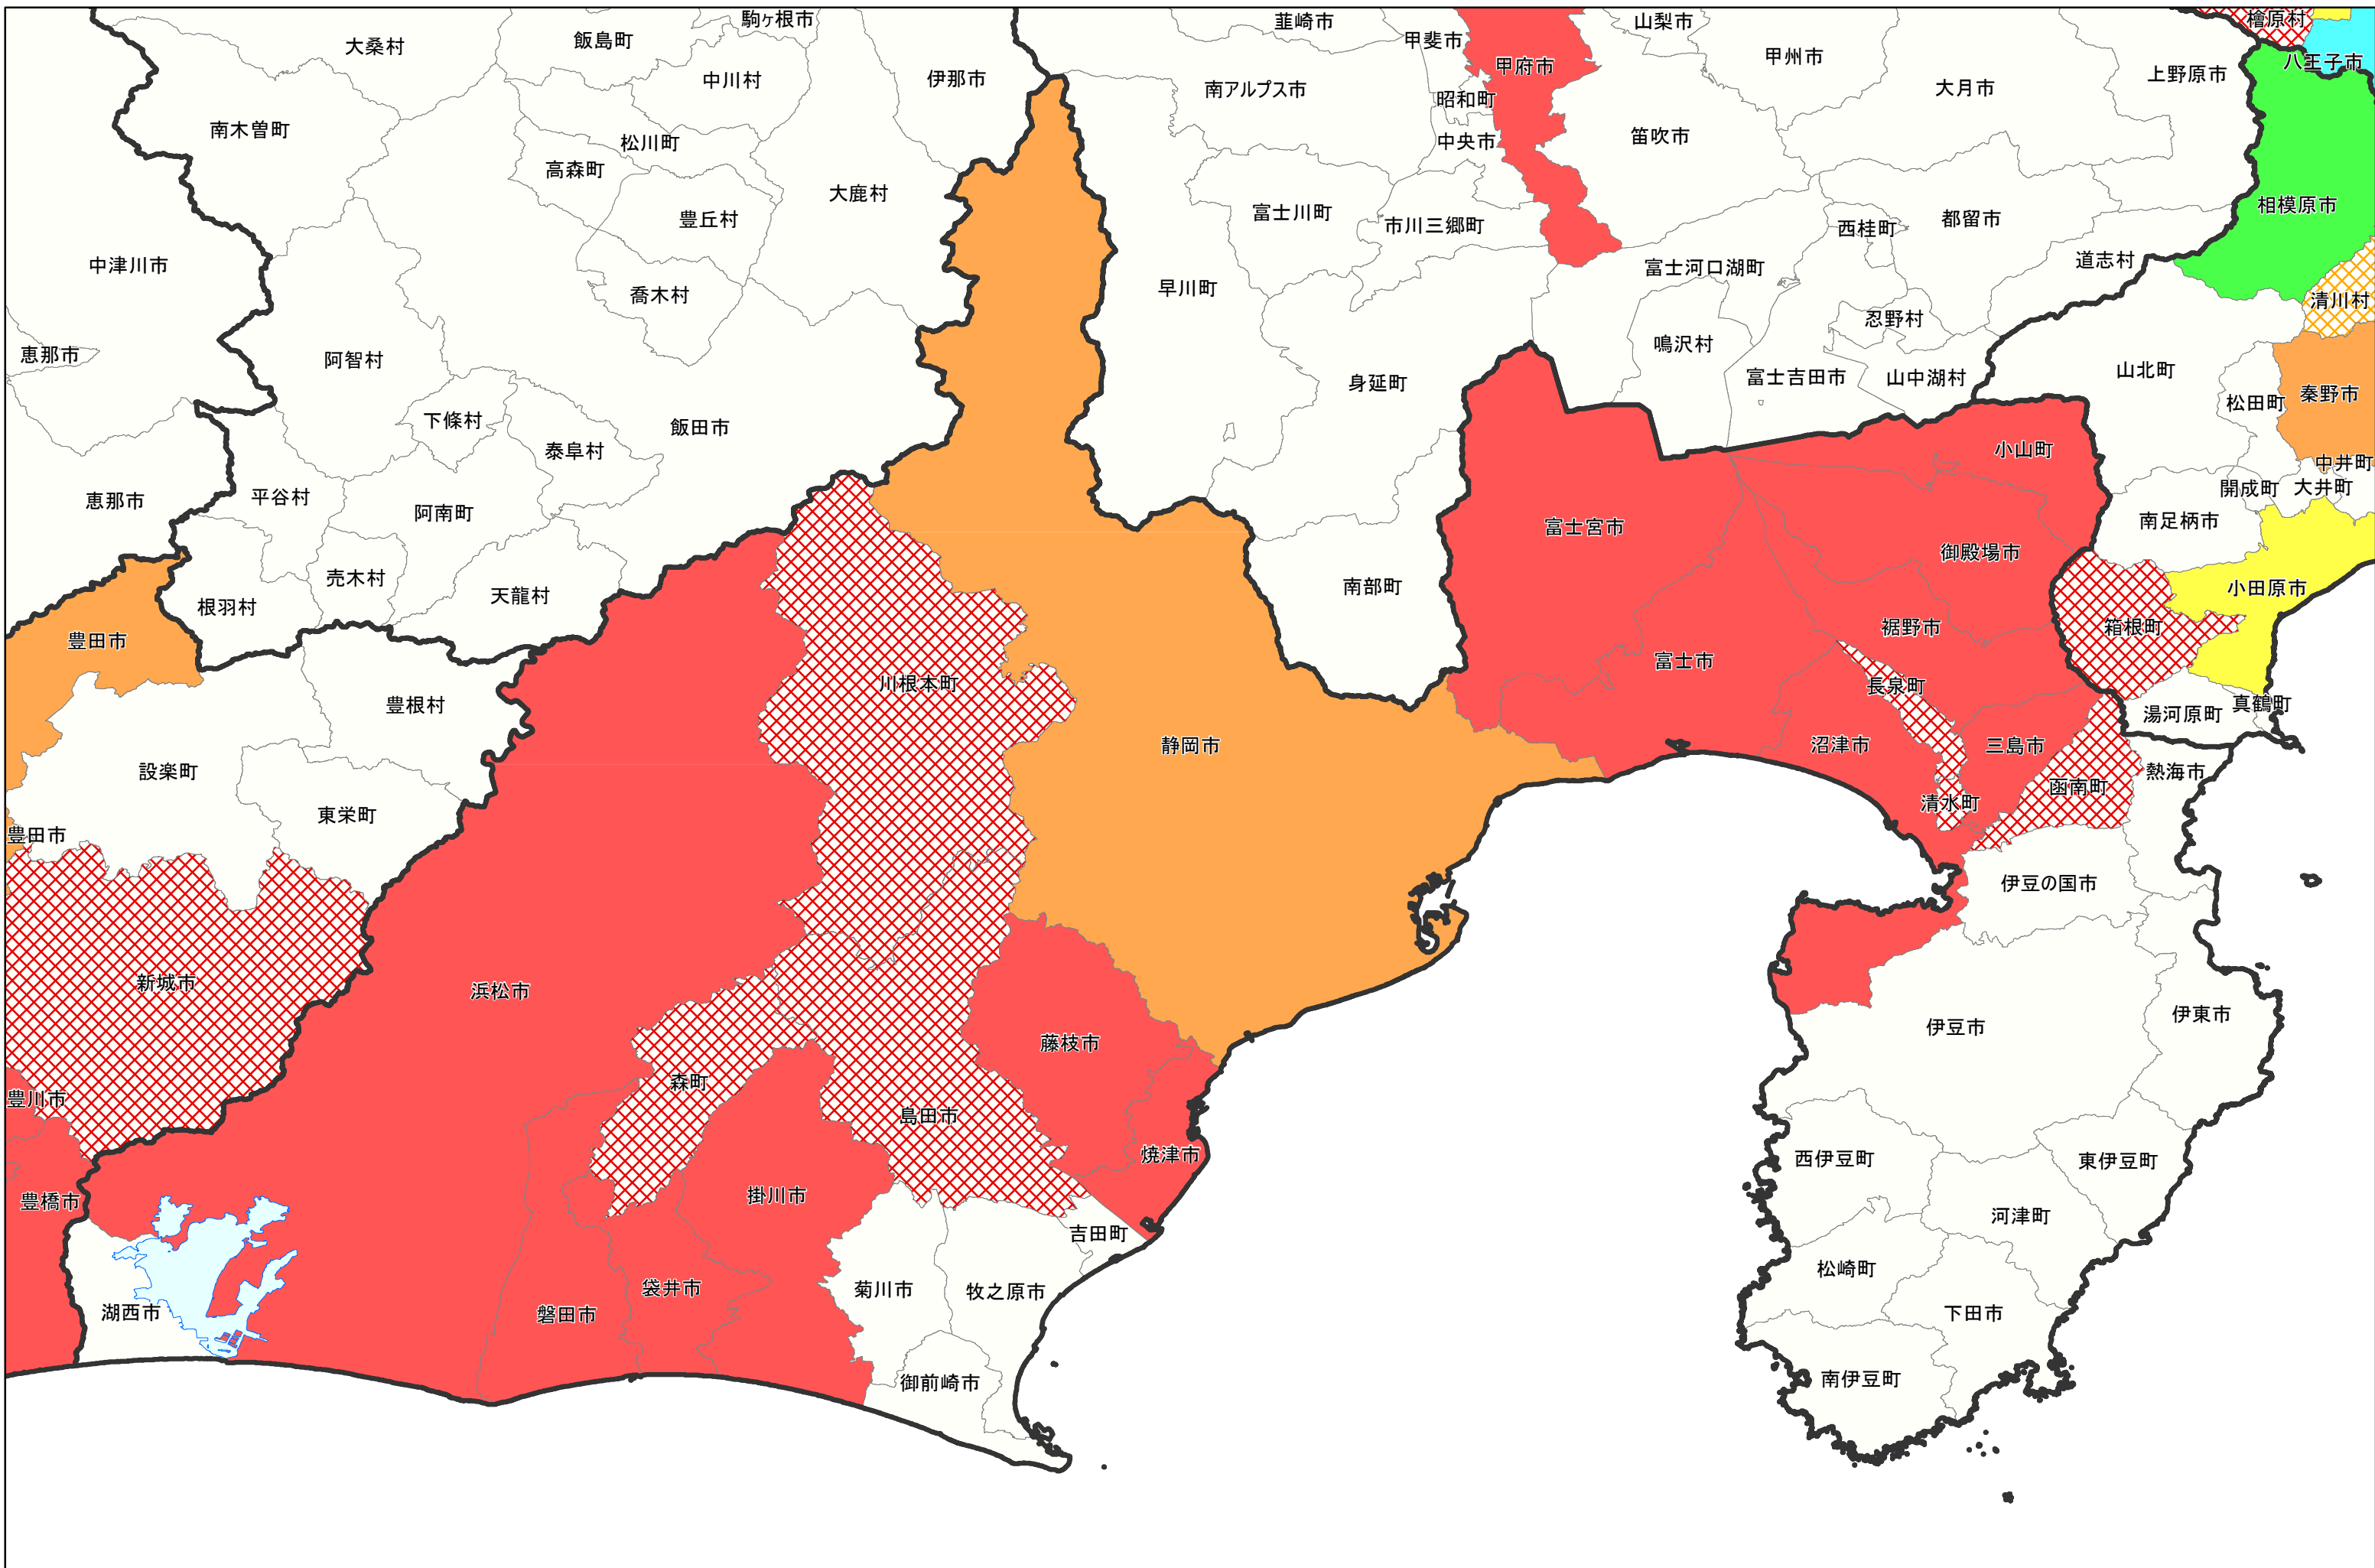 駒ヶ根市
韮崎市
山梨市
檜原村
大桑村
飯島町
甲斐市
甲州市
八王子市
中川村
伊那市
南アルプス市
甲府市
大月市
上野原市
昭和町
南木曽町
松川町
中央市
笛吹市
高森町
大鹿村
豊丘村
富士川町
市川三郷町
西桂町
都留市
相模原市
中津川市
喬木村
早川町
富士河口湖町
道志村
清川村
恵那市
阿智村
忍野村
鳴沢村
身延町
富士吉田市
山中湖村
山北町
秦野市
松田町
下條村
飯田市
泰阜村
小山町
中井町
恵那市
平谷村
阿南町
開成町
大井町
南足柄市
富士宮市
御殿場市
売木村
天龍村
根羽村
南部町
小田原市
豊田市
裾野市
箱根町
富士市
川根本町
長泉町
豊根村
湯河原町
真鶴町
静岡市
沼津市
三島市
設楽町
熱海市
函南町
東栄町
清水町
豊田市
伊豆の国市
新城市
浜松市
伊豆市
伊東市
藤枝市
森町
豊川市
島田市
焼津市
西伊豆町
東伊豆町
豊橋市
掛川市
河津町
吉田町
松崎町
袋井市
菊川市
牧之原市
湖西市
磐田市
下田市
御前崎市
南伊豆町